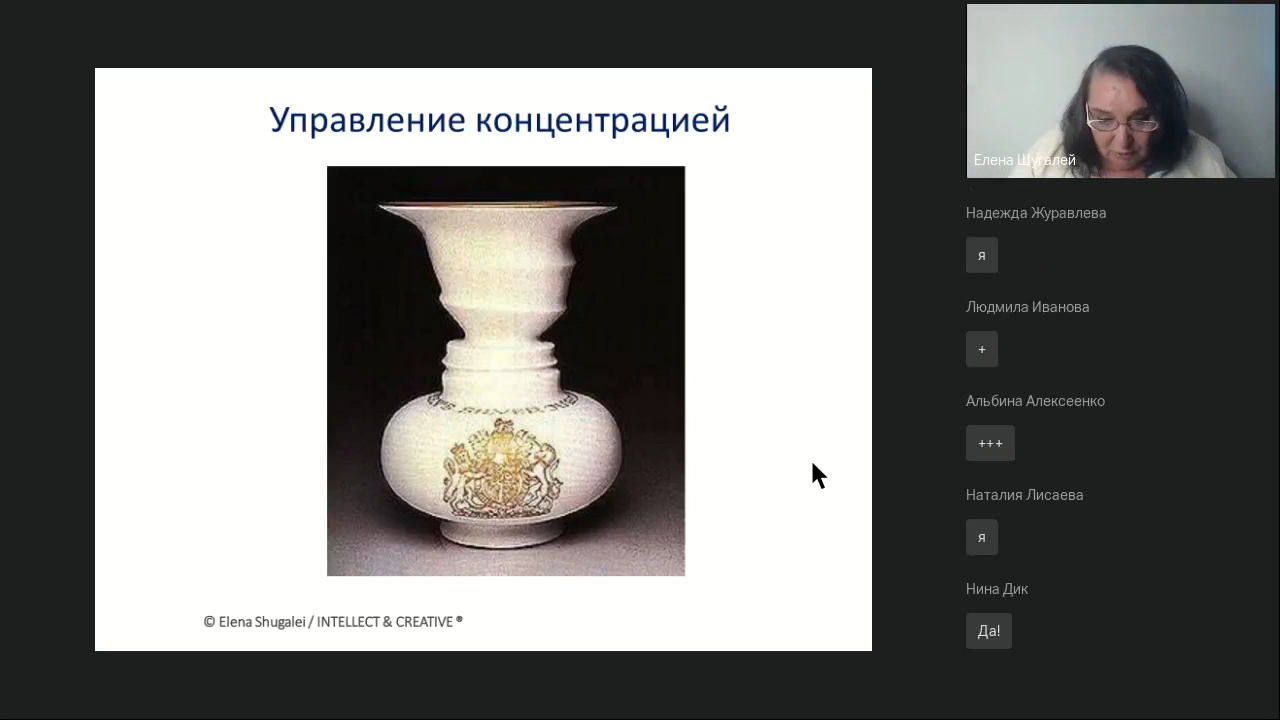 Управление концентрацией
SILVER
© Elena Shugalei / INTELLECT & CREATIVE ®
Елена Шугалей
Надежда Журавлева
я
Людмила Иванова
+
Альбина Алексеенко
+++
Наталия Лисаева
я
Нина Дик
Да!